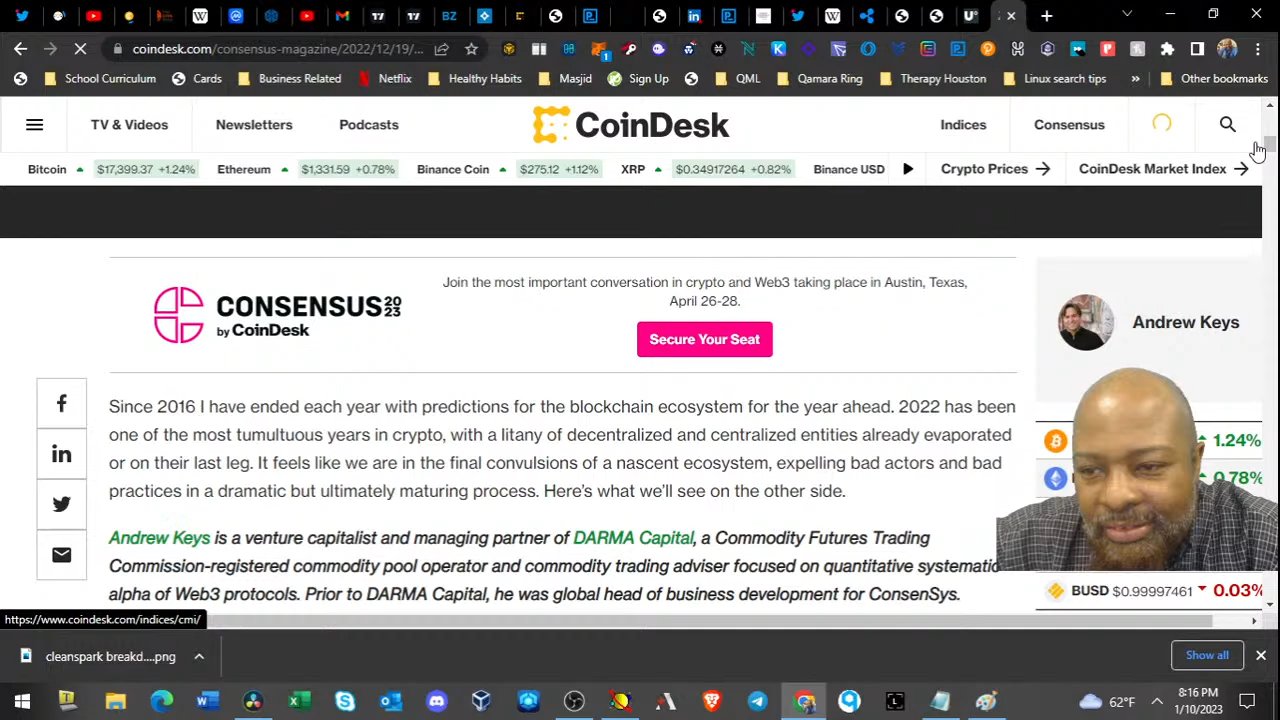 coindesk.com/consensus-magazine/2022/12/19/...
School Curriculum Cards Business Related Netflix Healthy Habits Masjid Sign Up QML Qamara Ring Therapy Houston Linux search tips » Other bookmarks
TV & Videos Newsletters Podcasts CoinDesk Indices Consensus
Bitcoin $17,399.37 +1.24% Ethereum $1,331.59 +0.78% Binance Coin $275.12 +1.12% XRP $0.34917264 +0.82% Binance USD Crypto Prices → CoinDesk Market Index →
Join the most important conversation in crypto and Web3 taking place in Austin, Texas,
April 26-28.
CONSENSUS 2023
by CoinDesk
Secure Your Seat
Andrew Keys
Since 2016 I have ended each year with predictions for the blockchain ecosystem for the year ahead. 2022 has been
one of the most tumultuous years in crypto, with a litany of decentralized and centralized entities already evaporated
or on their last leg. It feels like we are in the final convulsions of a nascent ecosystem, expelling bad actors and bad
practices in a dramatic but ultimately maturing process. Here's what we'll see on the other side.
Andrew Keys is a venture capitalist and managing partner of DARMA Capital, a Commodity Futures Trading
Commission-registered commodity pool operator and commodity trading adviser focused on quantitative systematic
alpha of Web3 protocols. Prior to DARMA Capital, he was global head of business development for ConsenSys.
1.24%
0.78%
BUSD $0.99997461 0.03%
https://www.coindesk.com/indices/cmi/
cleanspark breakd....png
Show all
62°F
8:16 PM
1/10/2023